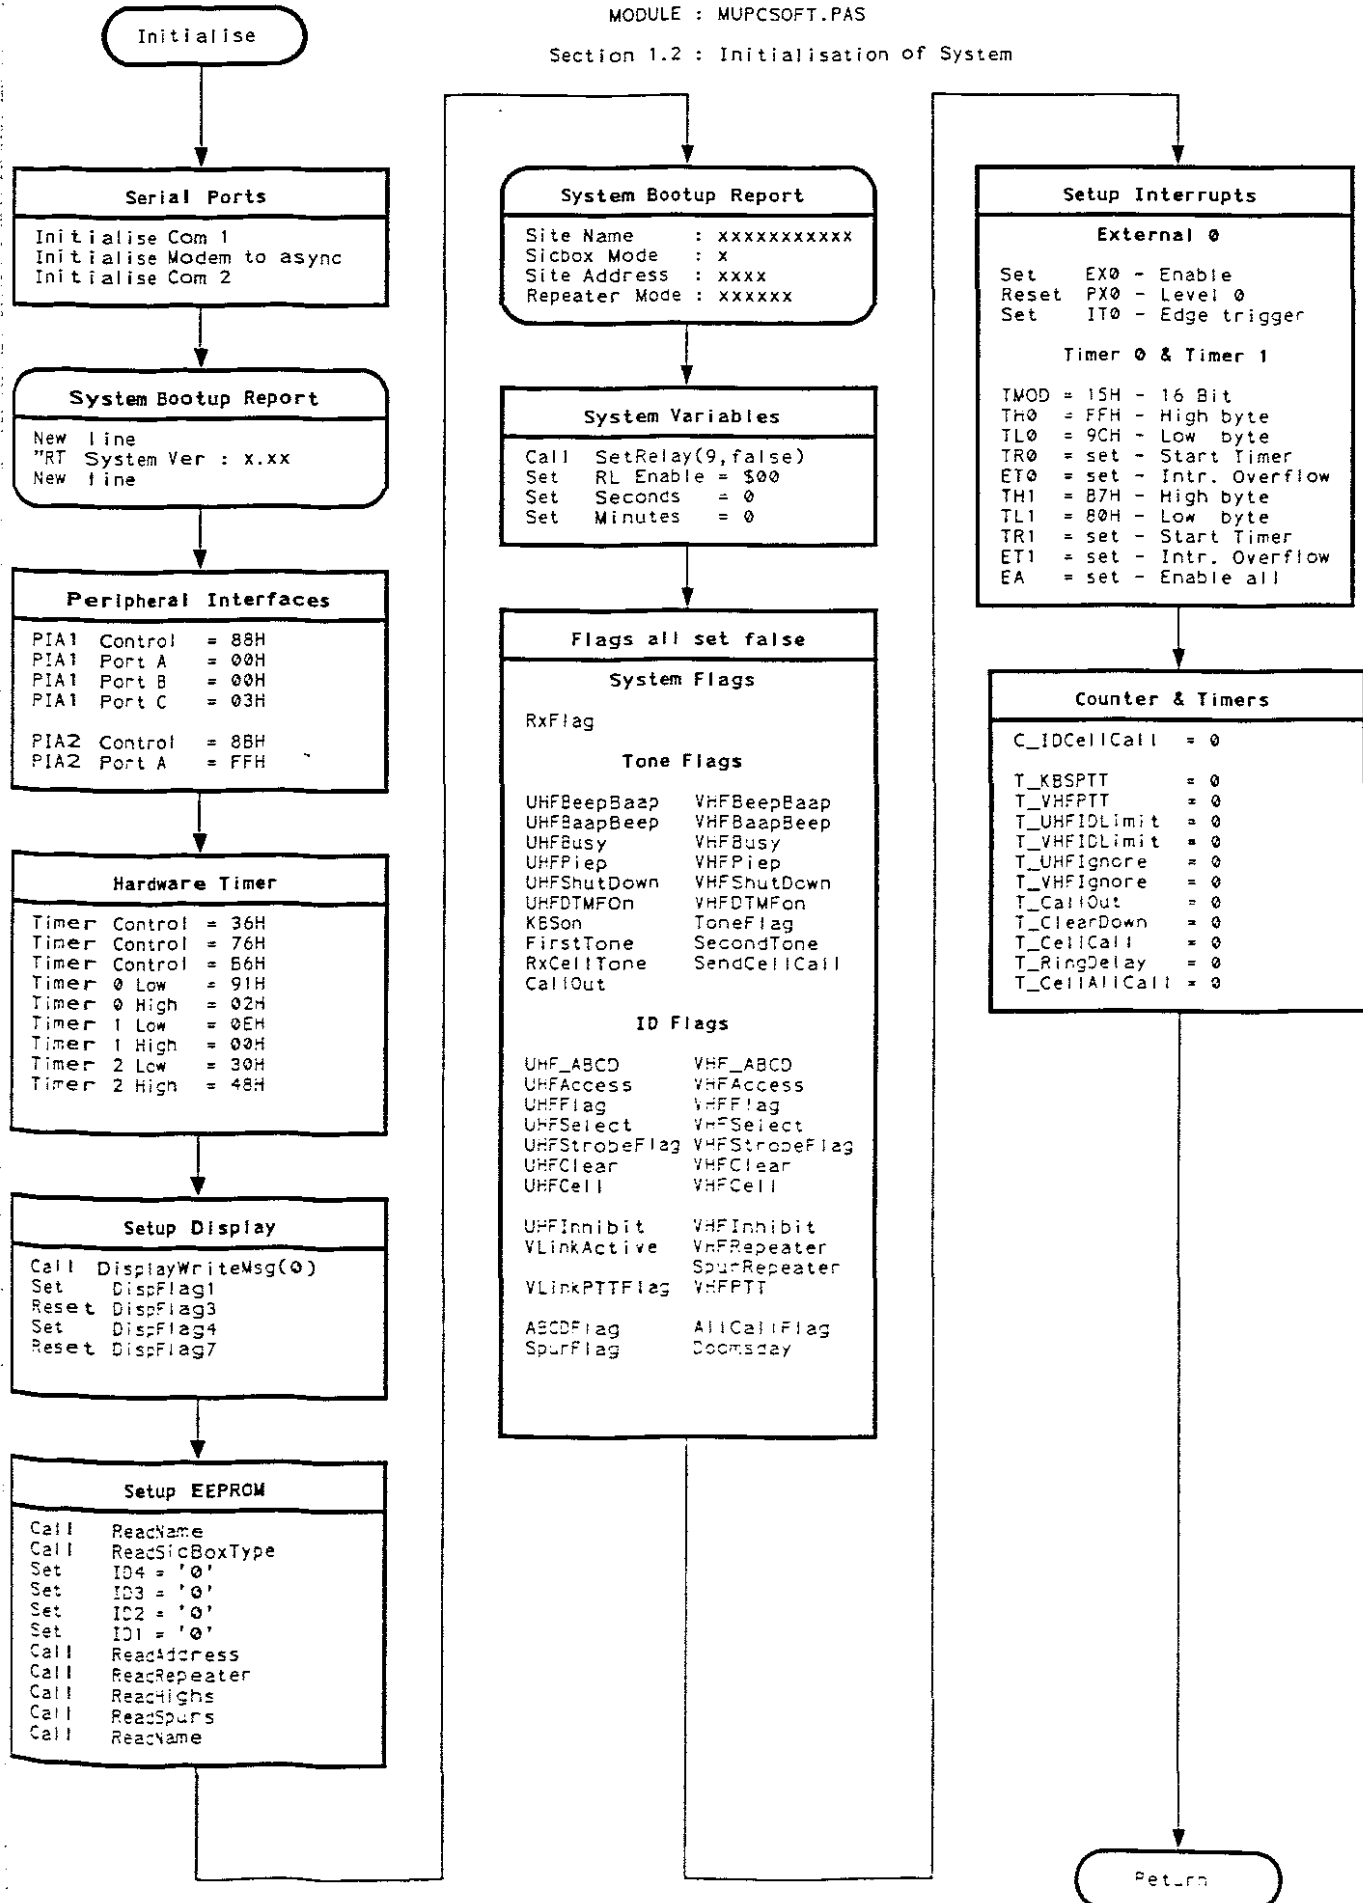 MODULE : MUPCSOFT.PAS
Section 1.2 : Initialisation of System
Initialise
Serial Ports
Initialise Com 1
Initialise Modem to async
Initialise Com 2
System Bootup Report
New line
"RT System Ver : x.xx
New line
Peripheral Interfaces
PIA1 Control = 88H
PIA1 Port A = 00H
PIA1 Port B = 00H
PIA1 Port C = 03H
PIA2 Control = 8BH
PIA2 Port A = FFH
Hardware Timer
Timer Control = 36H
Timer Control = 76H
Timer Control = B6H
Timer 0 Low = 91H
Timer 0 High = 02H
Timer 1 Low = 0EH
Timer 1 High = 00H
Timer 2 Low = 30H
Timer 2 High = 48H
Setup Display
Call DisplayWriteMsg(0)
Set DispFlag1
Reset DispFlag3
Set DispFlag4
Reset DispFlag7
Setup EEPROM
Call ReadName
Call ReadSicBoxType
Set ID4 = '0'
Set ID3 = '0'
Set ID2 = '0'
Set ID1 = '0'
Call ReadAddress
Call ReadRepeater
Call ReadHighs
Call ReadSpurs
Call ReadName
System Bootup Report
Site Name : xxxxxxxxxxx
Sicbox Mode : x
Site Address : xxxx
Repeater Mode : xxxxxx
System Variables
Call SetRelay(9,false)
Set RL Enable = $00
Set Seconds = 0
Set Minutes = 0
Flags all set false
System Flags
RxFlag
Tone Flags
UHFBeepBaap VHFBeepBaap
UHFBaapBeep VHFBaapBeep
UHFBusy VHFBusy
UHFPiep VHFPiep
UHFShutDown VHFShutDown
UHFDTMFOn VHFDTMFon
KBSon ToneFlag
FirstTone SecondTone
RxCellTone SendCellCall
CallOut
ID Flags
UHF_ABCD VHF_ABCD
UHFAccess VHFAccess
UHFFlag VHFFlag
UHFSelect VHFSelect
UHFStrobeFlag VHFStrobeFlag
UHFClear VHFClear
UHFCell VHFCell
UHFInhibit VHFInhibit
VLinkActive VHFRepeater
SpurRepeater
VLinkPTTFlag VHFPTT
ABCDFlag AllCallFlag
SpurFlag Doomsday
Setup Interrupts
External 0
Set EX0 - Enable
Reset PX0 - Level 0
Set IT0 - Edge trigger
Timer 0 & Timer 1
TMOD = 15H - 16 Bit
TH0 = FFH - High byte
TL0 = 9CH - Low byte
TR0 = set - Start Timer
ET0 = set - Intr. Overflow
TH1 = B7H - High byte
TL1 = 80H - Low byte
TR1 = set - Start Timer
ET1 = set - Intr. Overflow
EA = set - Enable all
Counter & Timers
C_IDCellCall = 0
T_KBSPTT = 0
T_VHFPTT = 0
T_UHFIDLimit = 0
T_VHFIDLimit = 0
T_UHFIgnore = 0
T_VHFIgnore = 0
T_CallOut = 0
T_ClearDown = 0
T_CellCall = 0
T_RingDelay = 0
T_CellAllCall = 0
Return